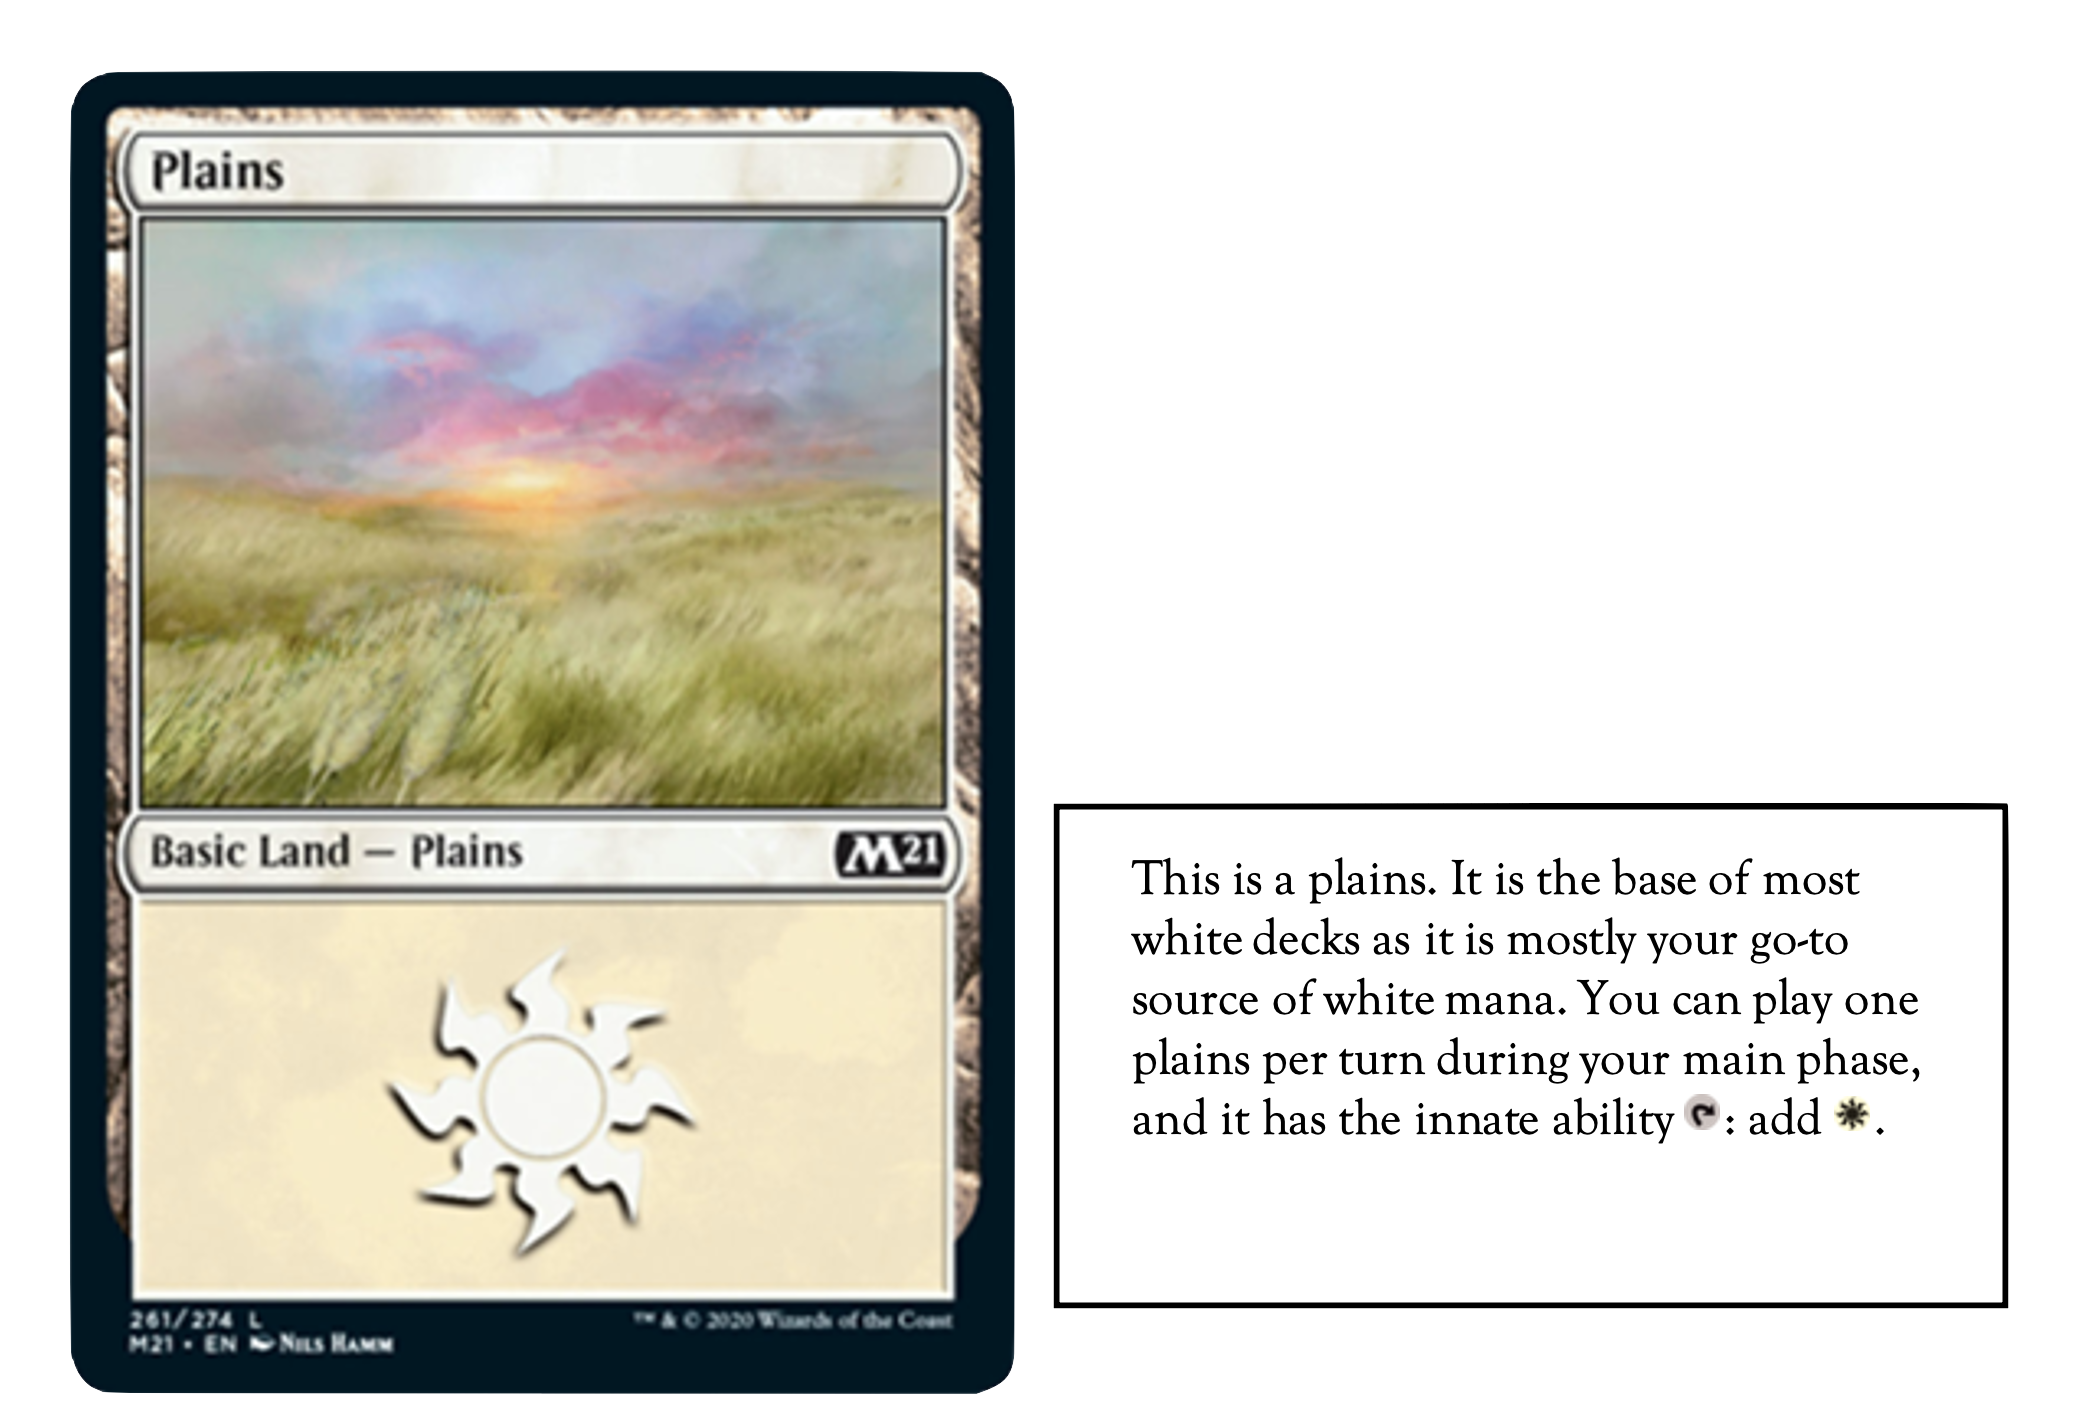 Plains
Basic Land — Plains
M21
261/274 L
M21 • EN NILS HAMM
™ & © 2020 Wizards of the Coast
This is a plains. It is the base of most
white decks as it is mostly your go-to
source of white mana. You can play one
plains per turn during your main phase,
and it has the innate ability : add .